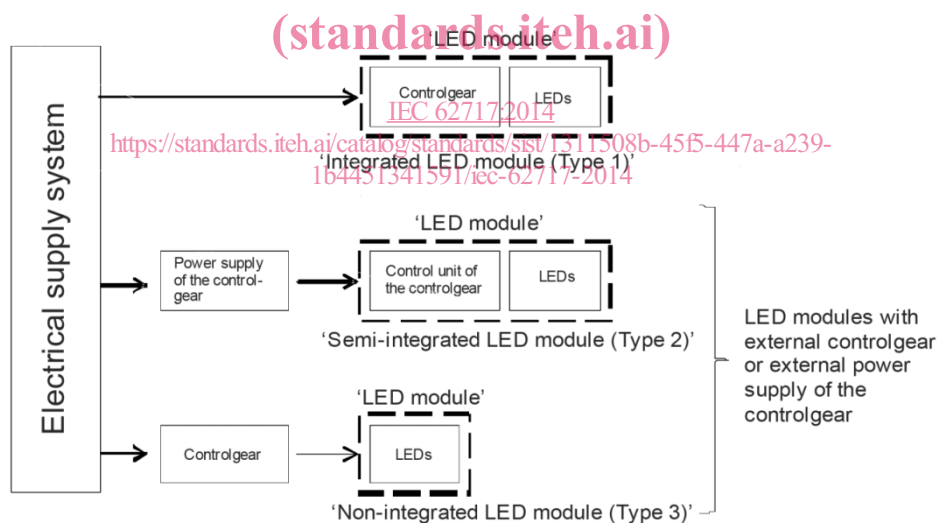 (standards.iteh.ai)
‘LED module’
Controlgear
LEDs
IEC 62717:2014
https://standards.iteh.ai/catalog/standards/sist/1311508b-45f5-447a-a239-
1b4451341591/iec-62717-2014
‘Integrated LED module (Type 1)’
Electrical supply system
‘LED module’
Power supply
of the control-
gear
Control unit of
the controlgear
LEDs
‘Semi-integrated LED module (Type 2)’
LED modules with
external controlgear
or external power
supply of the
controlgear
‘LED module’
Controlgear
LEDs
‘Non-integrated LED module (Type 3)’